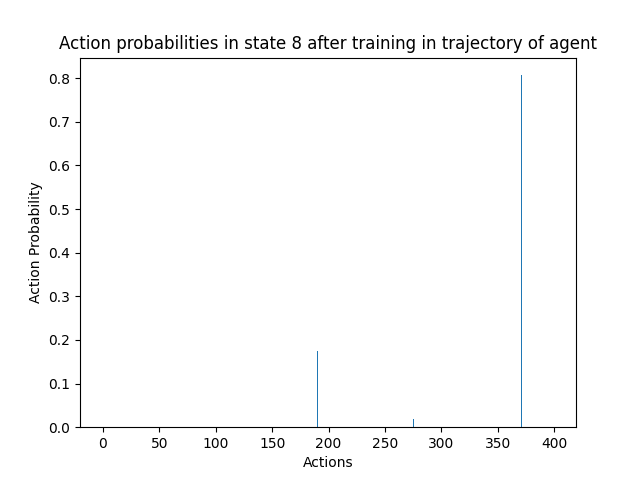 Action probabilities in state 8 after training in trajectory of agent
0.8
0.7
0.6
0.5
0.4
0.3
0.2
0.1
0.0
Action Probability
0 50 100 150 200 250 300 350 400
Actions